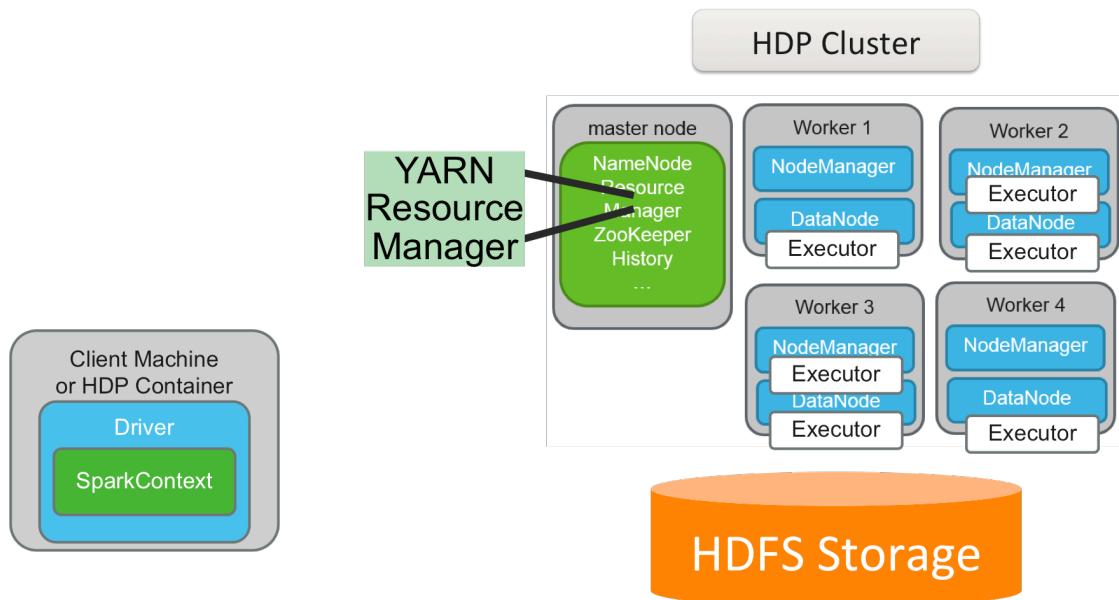 HDP Cluster
master node
NameNode
Resource
Manager
ZooKeeper
History
...
YARN
Resource
Manager
Worker 1
NodeManager
DataNode
Executor
Worker 2
NodeManager
Executor
DataNode
Executor
Worker 3
NodeManager
Executor
DataNode
Executor
Worker 4
NodeManager
DataNode
Executor
Client Machine
or HDP Container
Driver
SparkContext
HDFS Storage